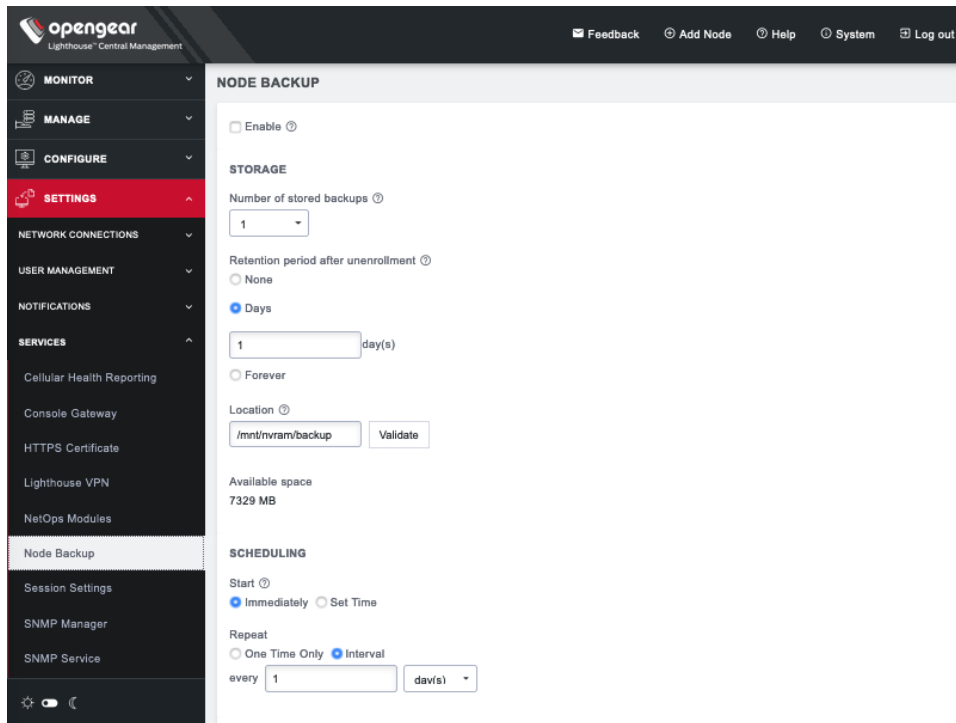 opengear
Lighthouse™ Central Management
Feedback
Add Node
Help
System
Log out
MONITOR
MANAGE
CONFIGURE
SETTINGS
NETWORK CONNECTIONS
USER MANAGEMENT
NOTIFICATIONS
SERVICES
Cellular Health Reporting
Console Gateway
HTTPS Certificate
Lighthouse VPN
NetOps Modules
Node Backup
Session Settings
SNMP Manager
SNMP Service
NODE BACKUP
Enable
STORAGE
Number of stored backups
1
Retention period after unenrollment
None
Days
1 day(s)
Forever
Location
/mnt/nvram/backup Validate
Available space
7329 MB
SCHEDULING
Start
Immediately Set Time
Repeat
One Time Only Interval
every 1 day(s)